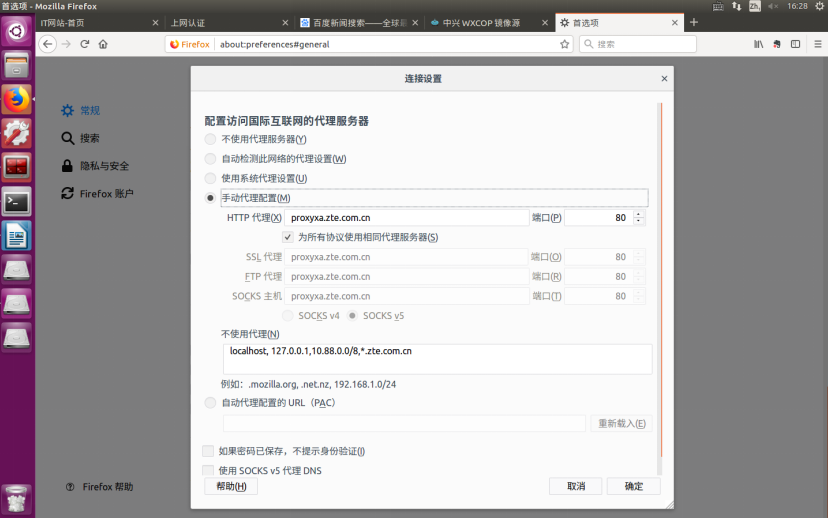 首选项 - Mozilla Firefox
Zh
16:28
IT网站-首页
上网认证
百度新闻搜索——全球最
中兴 WXCOP 镜像源
首选项
Firefox
about:preferences#general
搜索
连接设置
配置访问国际互联网的代理服务器
不使用代理服务器(Y)
常规
自动检测此网络的代理设置(W)
搜索
使用系统代理设置(U)
隐私与安全
手动代理配置(M)
Firefox 账户
HTTP 代理(X) proxyxa.zte.com.cn 端口(P) 80
为所有协议使用相同代理服务器(S)
SSL 代理 proxyxa.zte.com.cn 端口(O) 80
FTP 代理 proxyxa.zte.com.cn 端口(R) 80
SOCKS 主机 proxyxa.zte.com.cn 端口(T) 80
SOCKS v4 SOCKS v5
不使用代理(N)
localhost, 127.0.0.1,10.88.0.0/8,*.zte.com.cn
例如：.mozilla.org, .net.nz, 192.168.1.0/24
自动代理配置的 URL（PAC）
重新载入(E)
如果密码已保存，不提示身份验证(I)
使用 SOCKS v5 代理 DNS
Firefox 帮助
帮助(H)
取消
确定